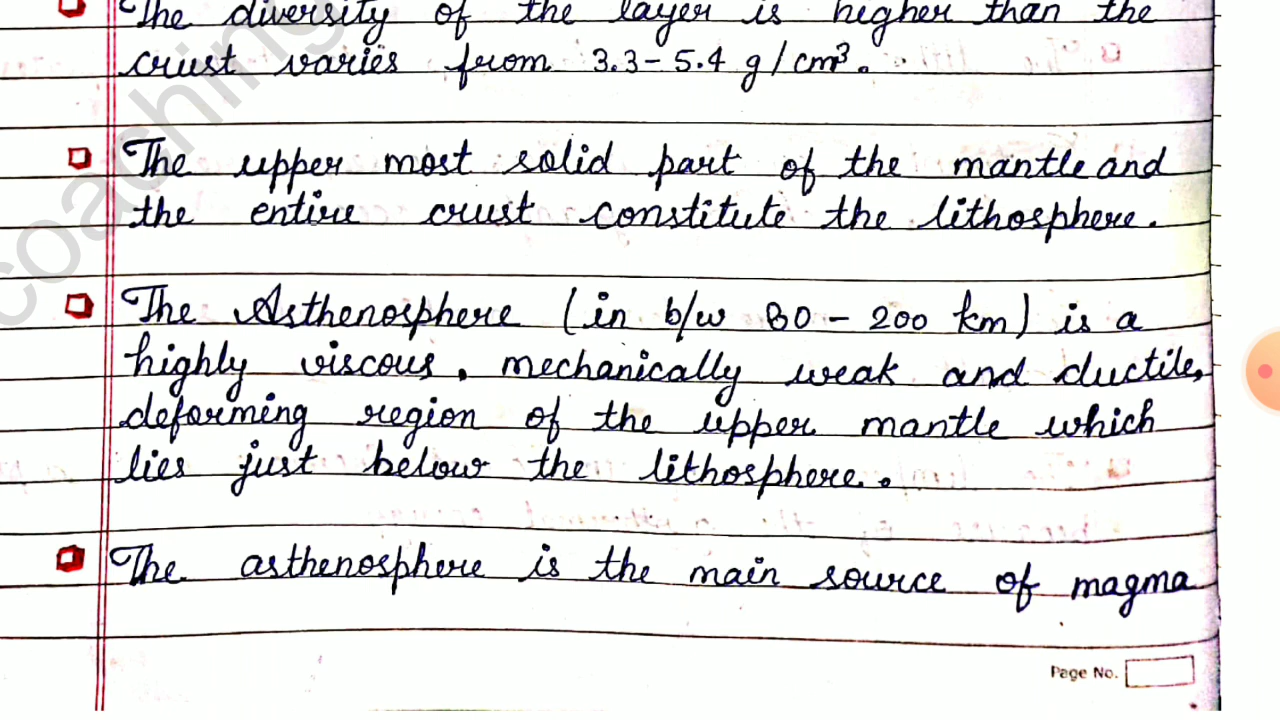 The diversity of the layer is higher than the
crust varies from 3.3-5.4 g/cm³.
The upper most solid part of the mantle and
the entire crust constitute the lithosphere.
The Asthenosphere (in b/w 80-200 km) is a
highly viscous, mechanically weak and ductile,
deforming region of the upper mantle which
lies just below the lithosphere.
The asthenosphere is the main source of magma
Page No.
coaching